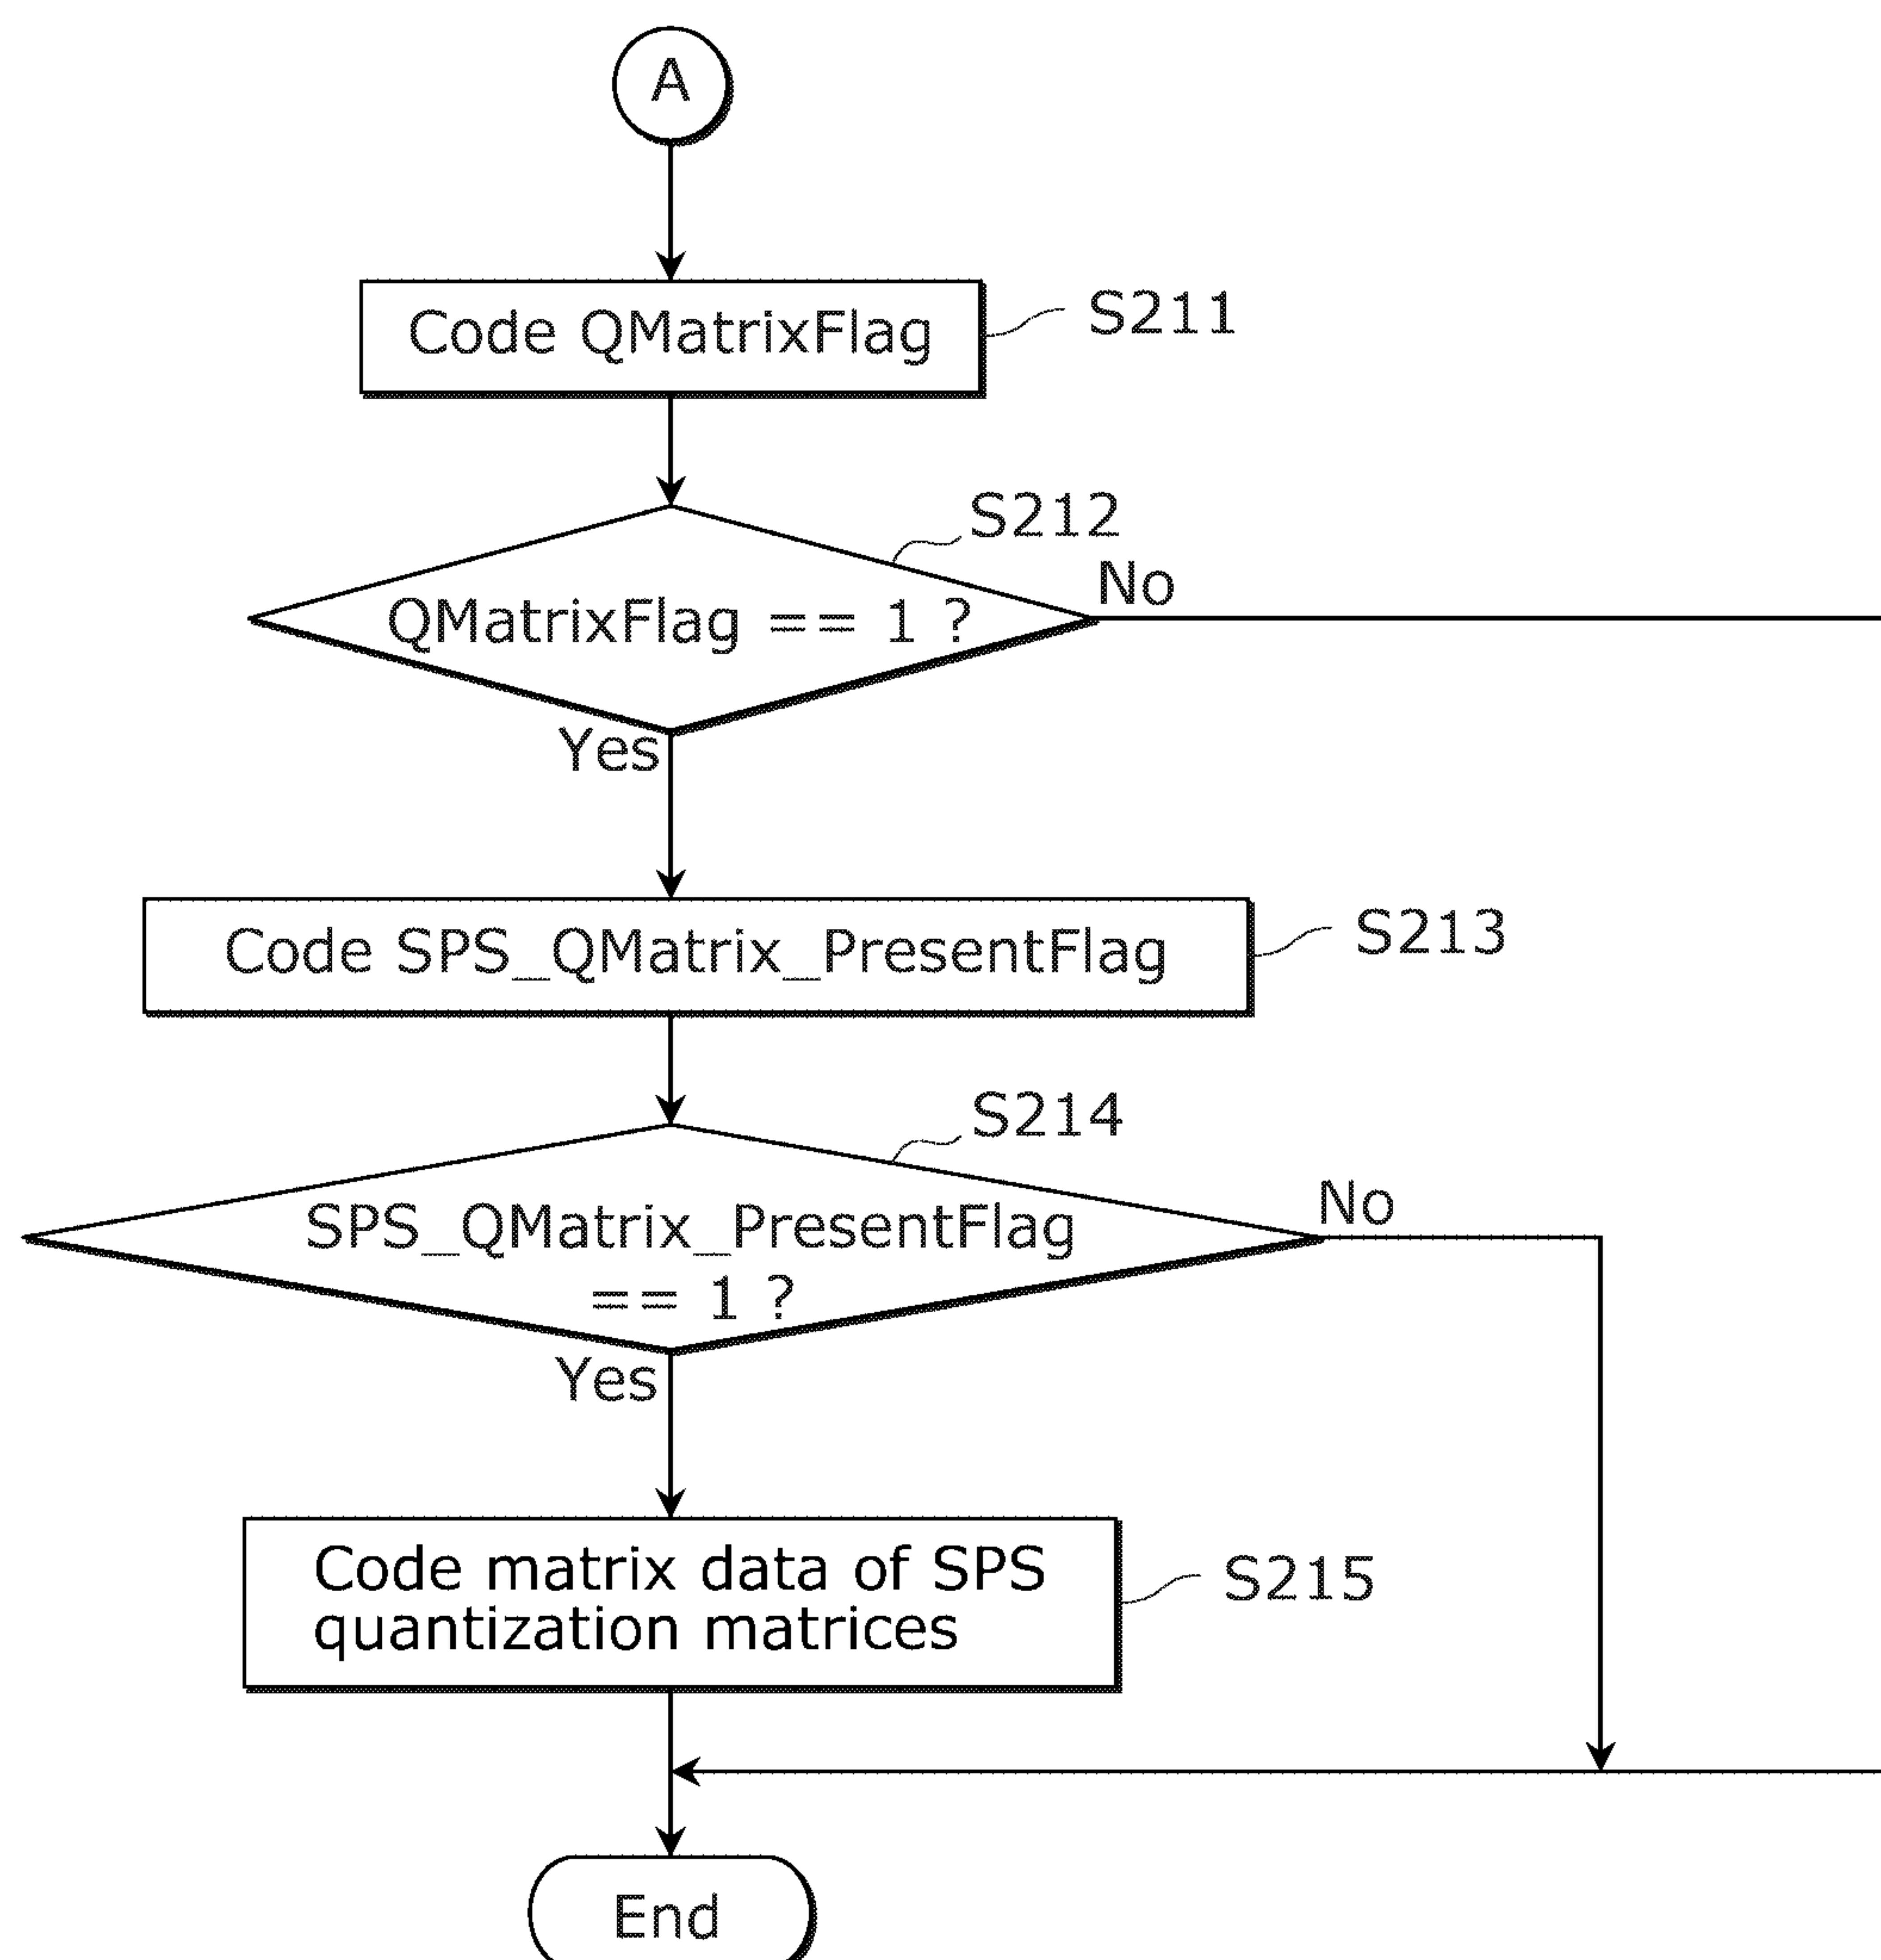 A
Code QMatrixFlag
S211
S212
QMatrixFlag == 1 ?
No
Yes
Code SPS_QMatrix_PresentFlag
S213
S214
SPS_QMatrix_PresentFlag
== 1 ?
No
Yes
Code matrix data of SPS
quantization matrices
S215
End